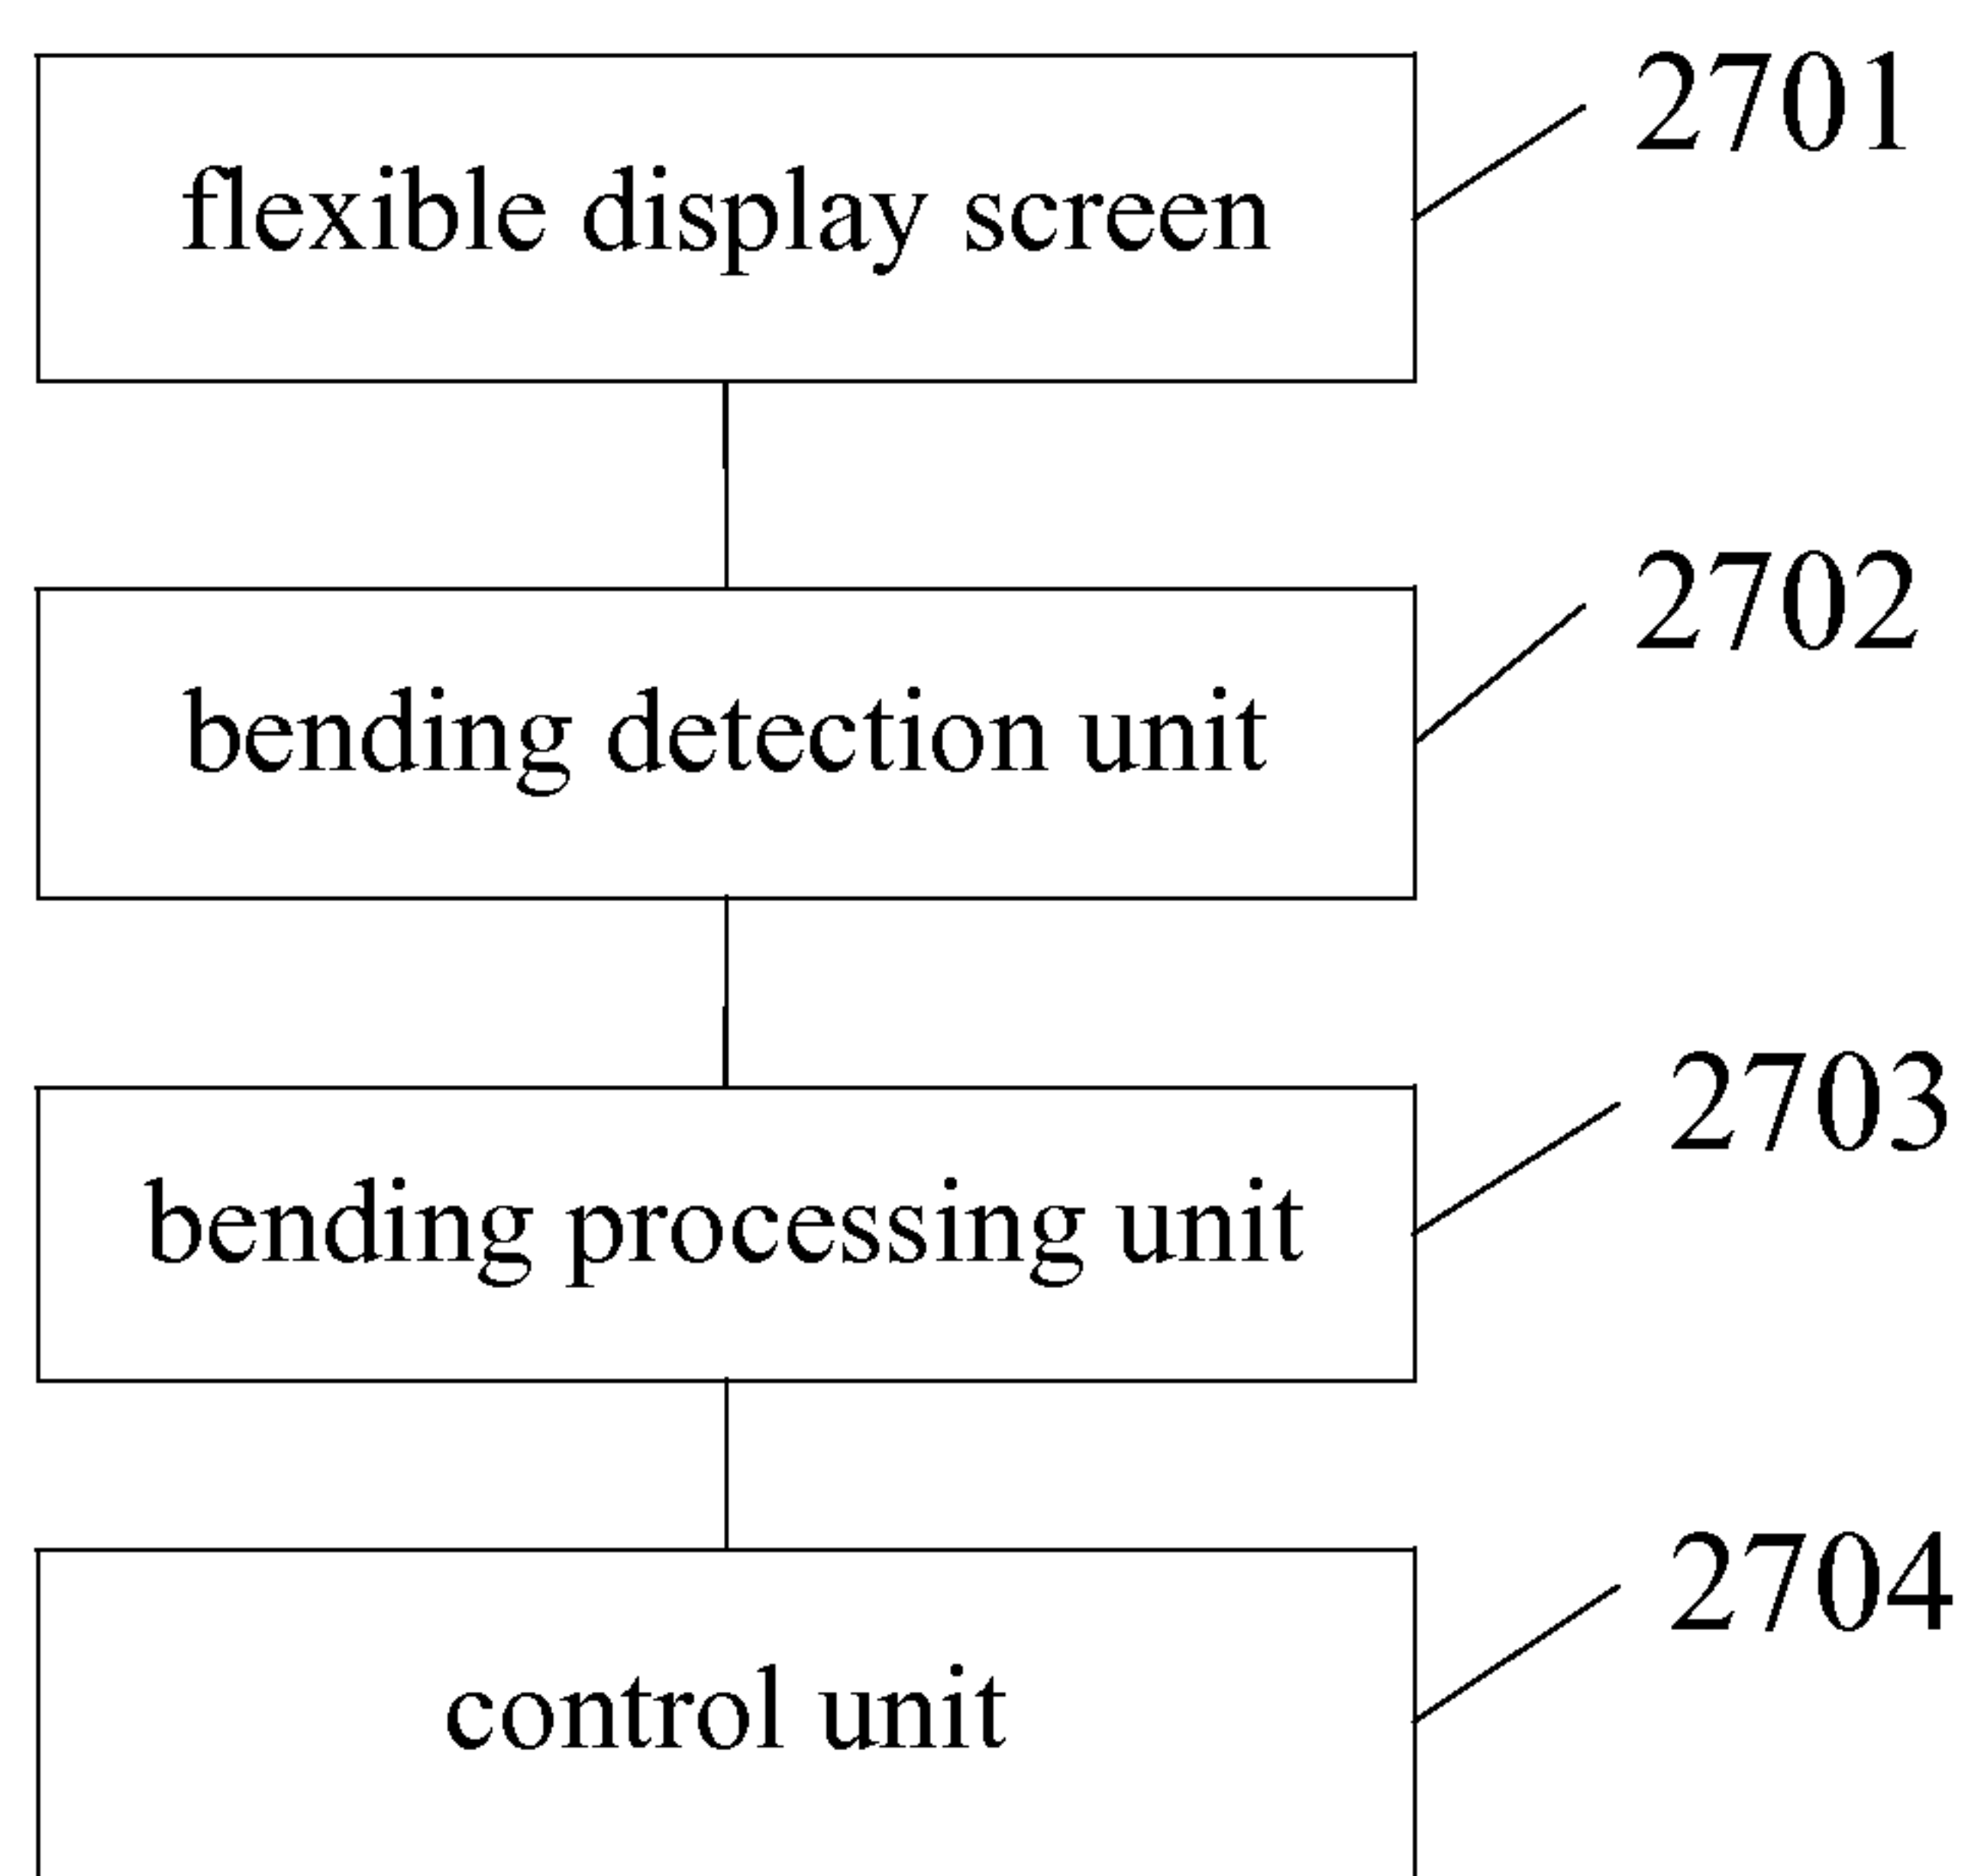 2701
flexible display screen
2702
bending detection unit
2703
bending processing unit
2704
control unit